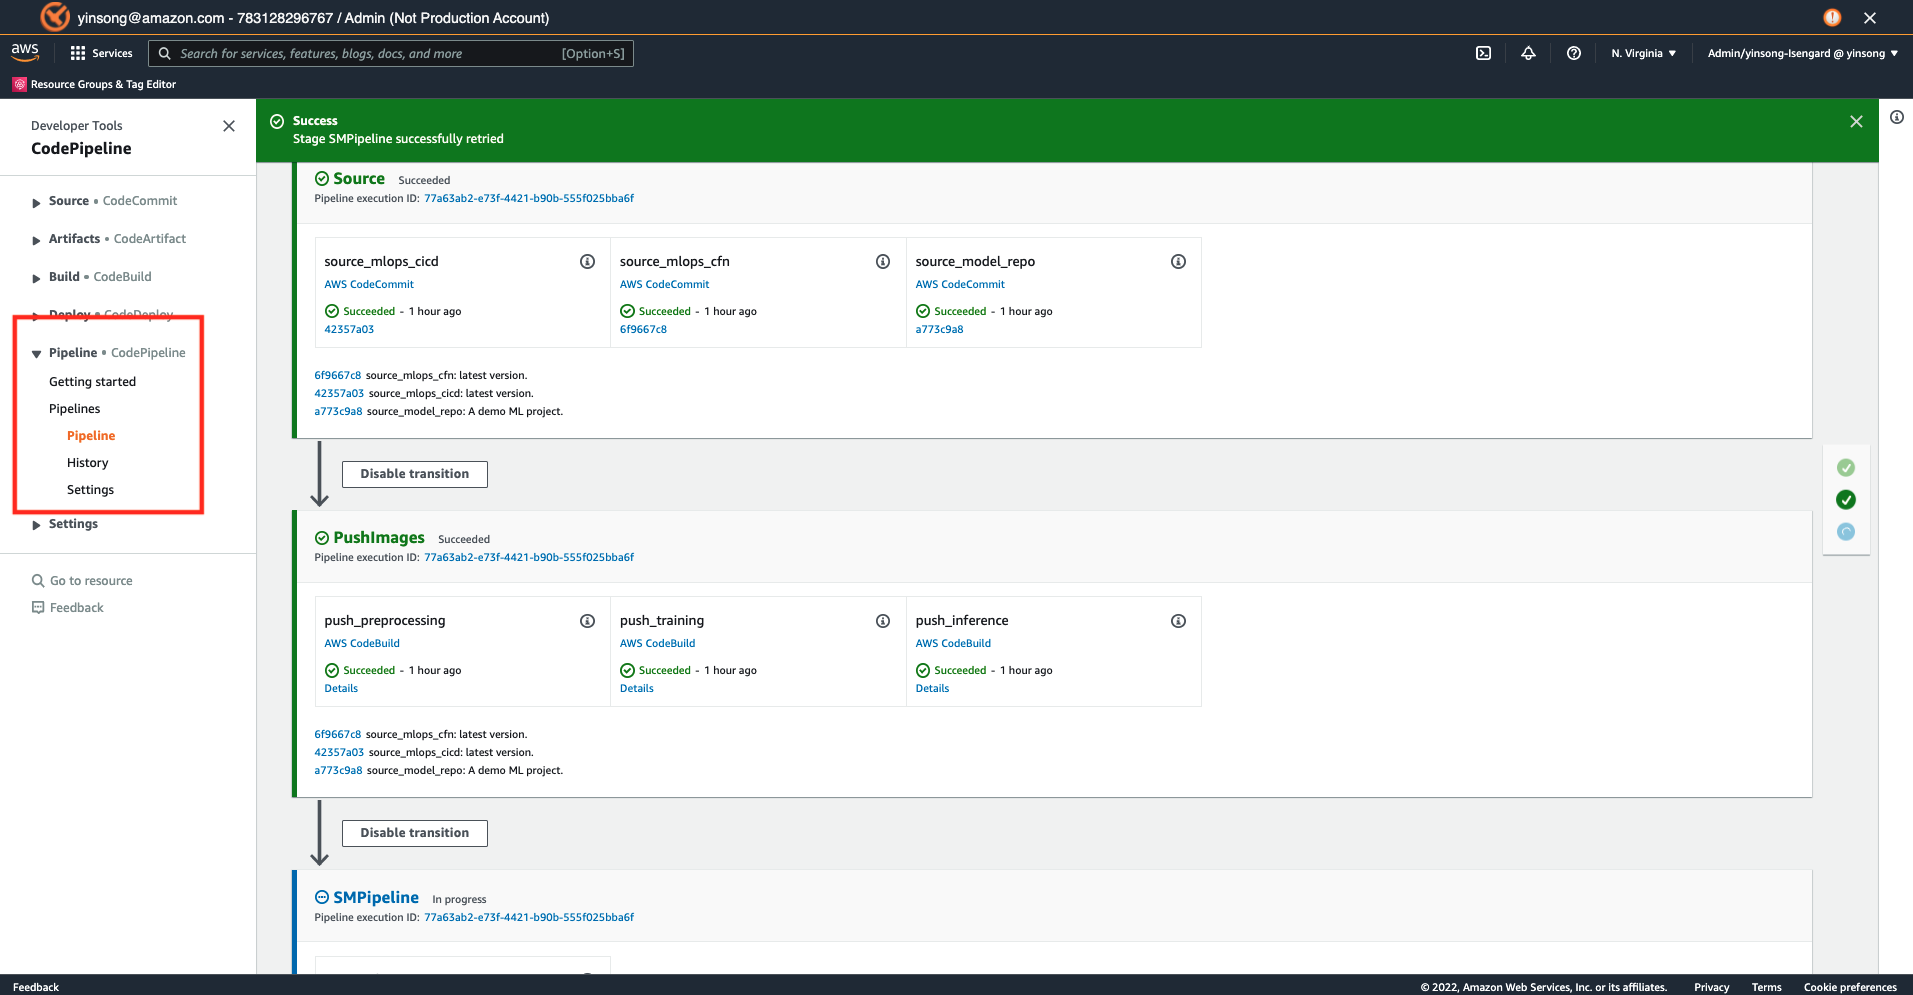 yinsong@amazon.com - 783128296767 / Admin (Not Production Account)
aws Services Search for services, features, blogs, docs, and more [Option+S] N. Virginia ▼ Admin/yinsong-Isengard @ yinsong ▼
Resource Groups & Tag Editor
Developer Tools
CodePipeline
Source • CodeCommit
Artifacts • CodeArtifact
Build • CodeBuild
Deploy • CodeDeploy
Pipeline • CodePipeline
Getting started
Pipelines
Pipeline
History
Settings
Settings
Go to resource
Feedback
Success
Stage SMPipeline successfully retried
Source Succeeded
Pipeline execution ID: 77a63ab2-e73f-4421-b90b-555f025bba6f
source_mlops_cicd
AWS CodeCommit
Succeeded - 1 hour ago
42357a03
source_mlops_cfn
AWS CodeCommit
Succeeded - 1 hour ago
6f9667c8
source_model_repo
AWS CodeCommit
Succeeded - 1 hour ago
a773c9a8
6f9667c8 source_mlops_cfn: latest version.
42357a03 source_mlops_cicd: latest version.
a773c9a8 source_model_repo: A demo ML project.
Disable transition
PushImages Succeeded
Pipeline execution ID: 77a63ab2-e73f-4421-b90b-555f025bba6f
push_preprocessing
AWS CodeBuild
Succeeded - 1 hour ago
Details
push_training
AWS CodeBuild
Succeeded - 1 hour ago
Details
push_inference
AWS CodeBuild
Succeeded - 1 hour ago
Details
6f9667c8 source_mlops_cfn: latest version.
42357a03 source_mlops_cicd: latest version.
a773c9a8 source_model_repo: A demo ML project.
Disable transition
SMPipeline In progress
Pipeline execution ID: 77a63ab2-e73f-4421-b90b-555f025bba6f
Feedback © 2022, Amazon Web Services, Inc. or its affiliates. Privacy Terms Cookie preferences